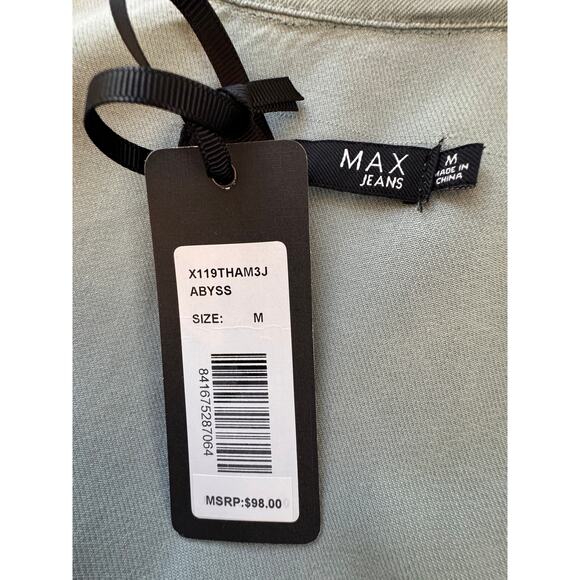 MAX
JEANS
M
MADE IN
CHINA
X119THAM3J
ABYSS
SIZE: M
841675287064
MSRP:$98.00